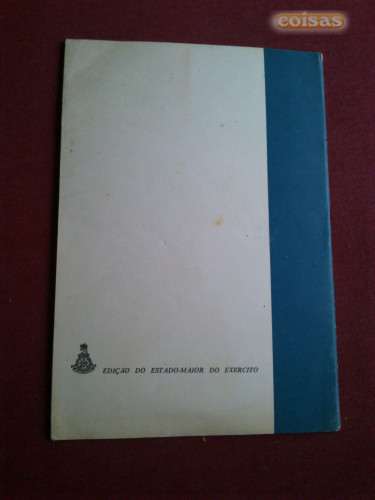 coisas
EDIÇÃO DO ESTADO-MAIOR DO EXERCITO